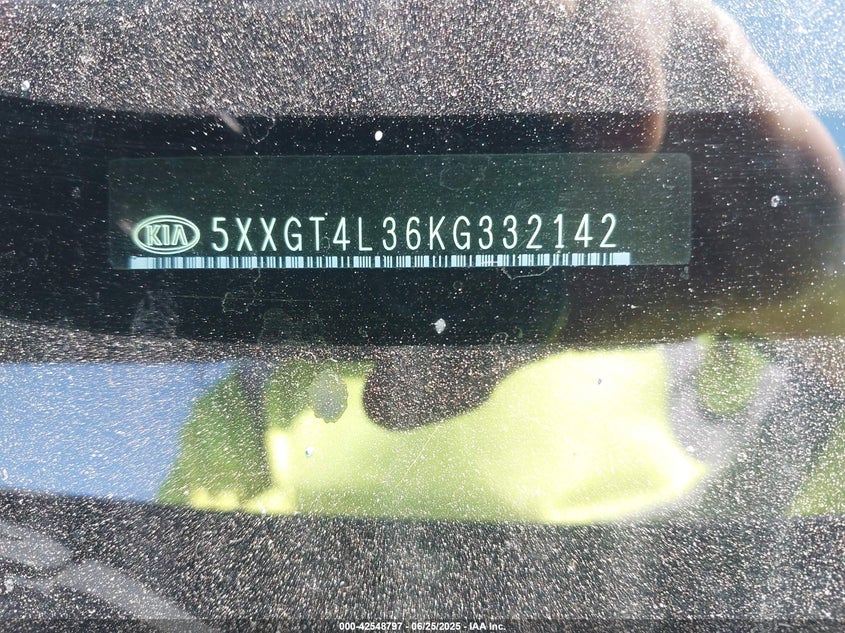 KIA 5XXGT4L36KG332142
000-42548797 - 06/25/2025 - IAA Inc.